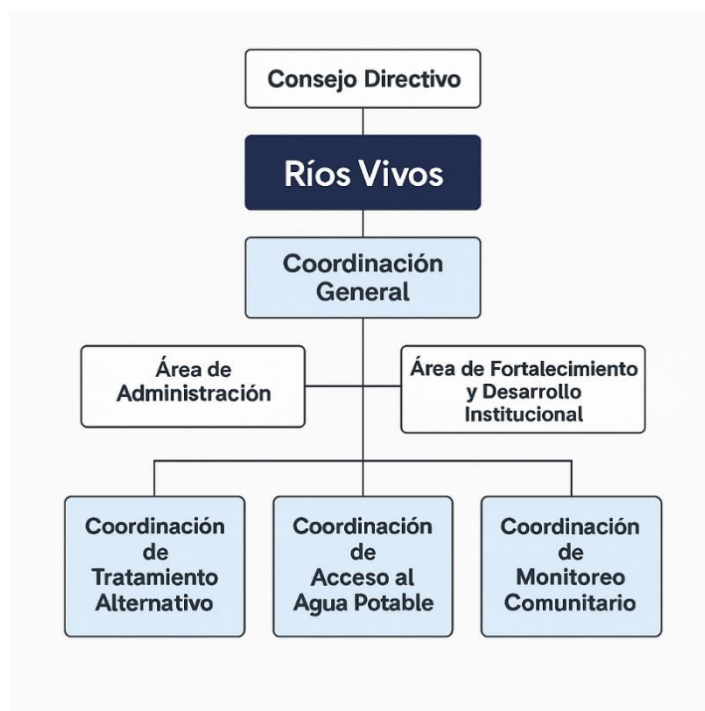 Consejo Directivo
Ríos Vivos
Coordinación
General
Área de
Administración
Área de Fortalecimiento
y Desarrollo
Institucional
Coordinación
de
Tratamiento
Alternativo
Coordinación
de
Acceso al
Agua Potable
Coordinación
de
Monitoreo
Comunitario